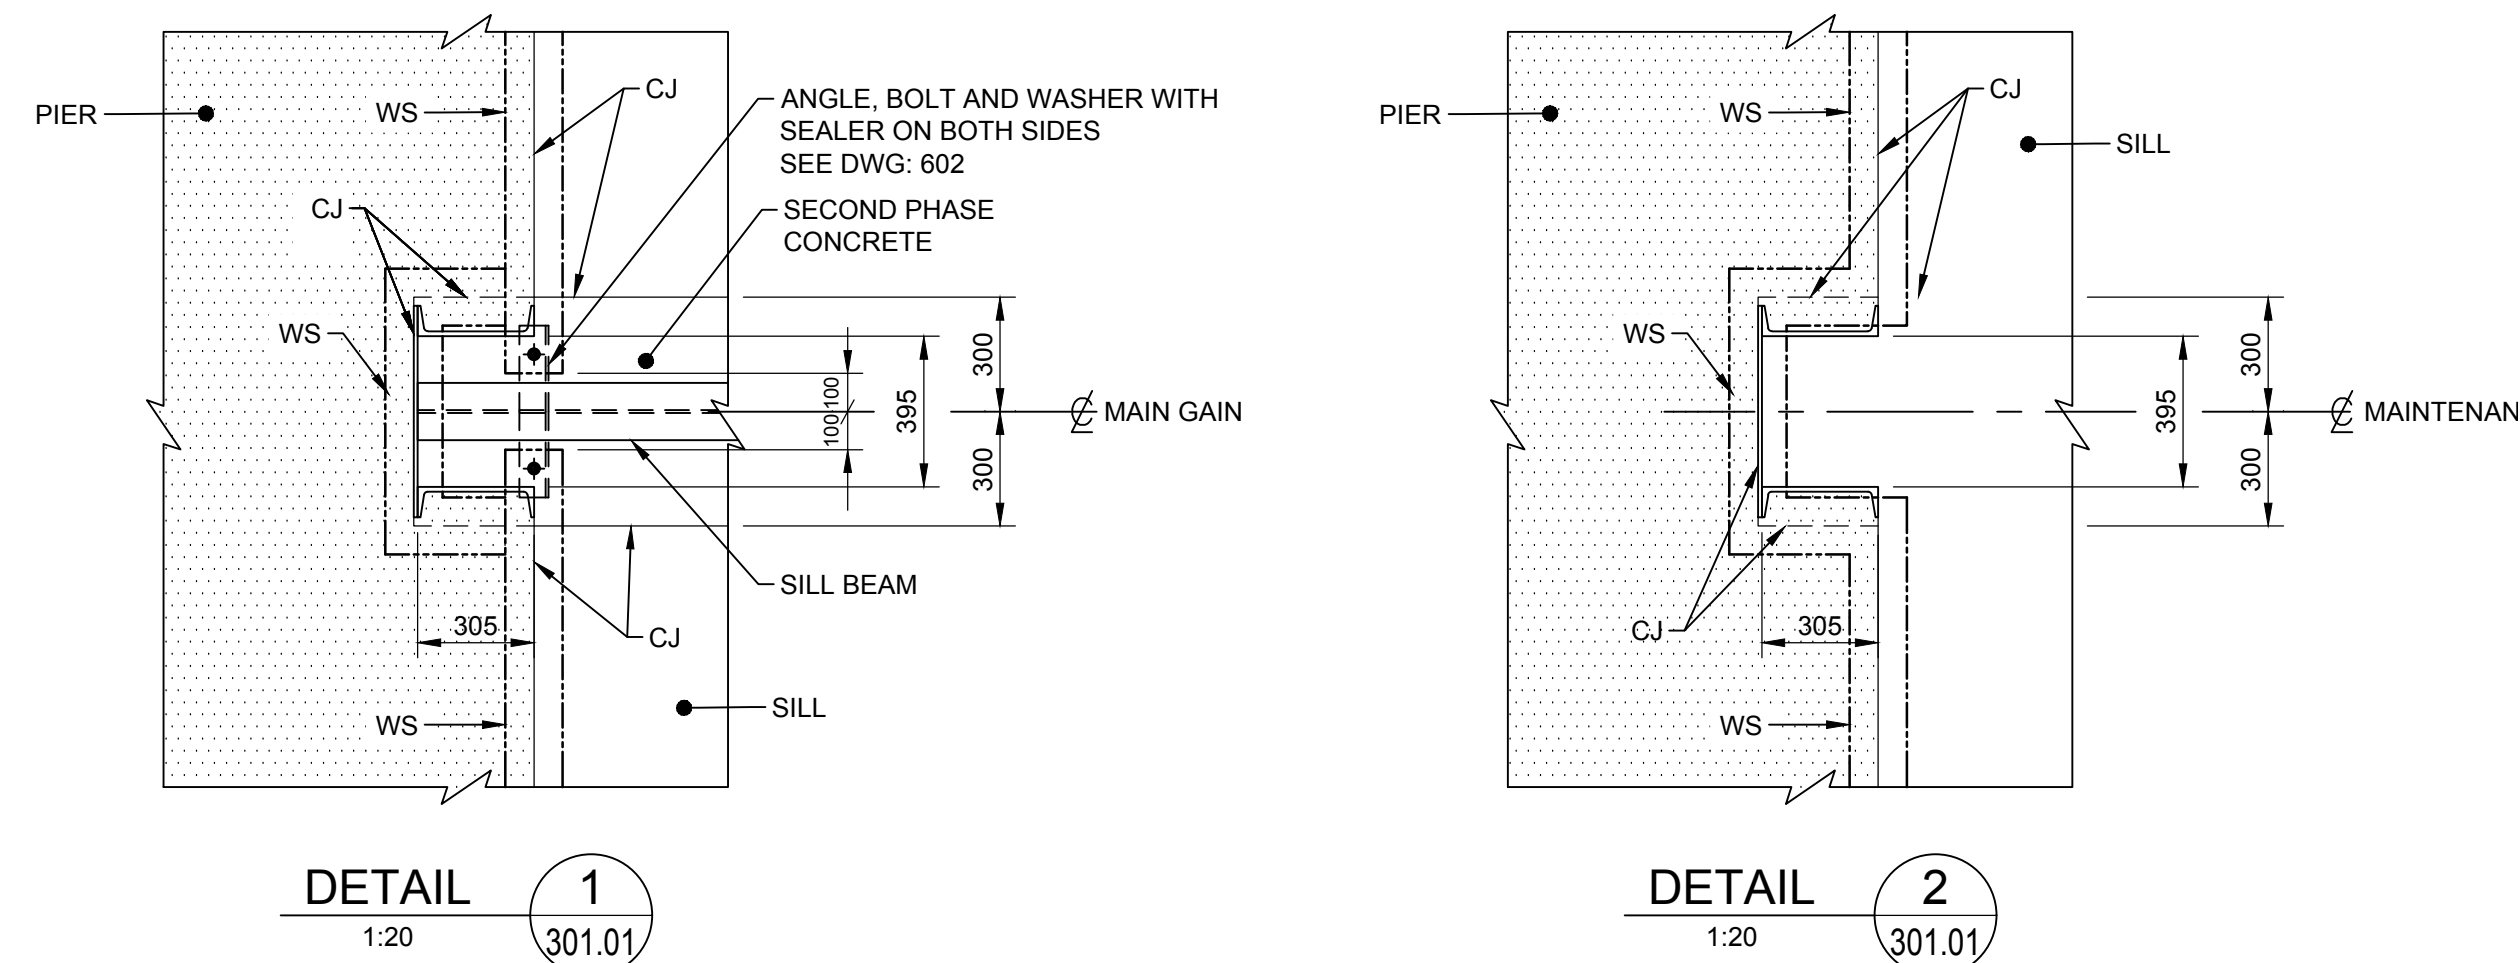 PIER
WS
CJ
ANGLE, BOLT AND WASHER WITH
SEALER ON BOTH SIDES
SEE DWG: 602
SECOND PHASE
CONCRETE
CJ
WS
300
100
100
395
300
℄ MAIN GAIN
SILL BEAM
305
CJ
SILL
WS
DETAIL
1
1:20
301.01
PIER
WS
CJ
SILL
WS
300
395
300
℄ MAINTENAN
CJ
305
WS
DETAIL
2
1:20
301.01